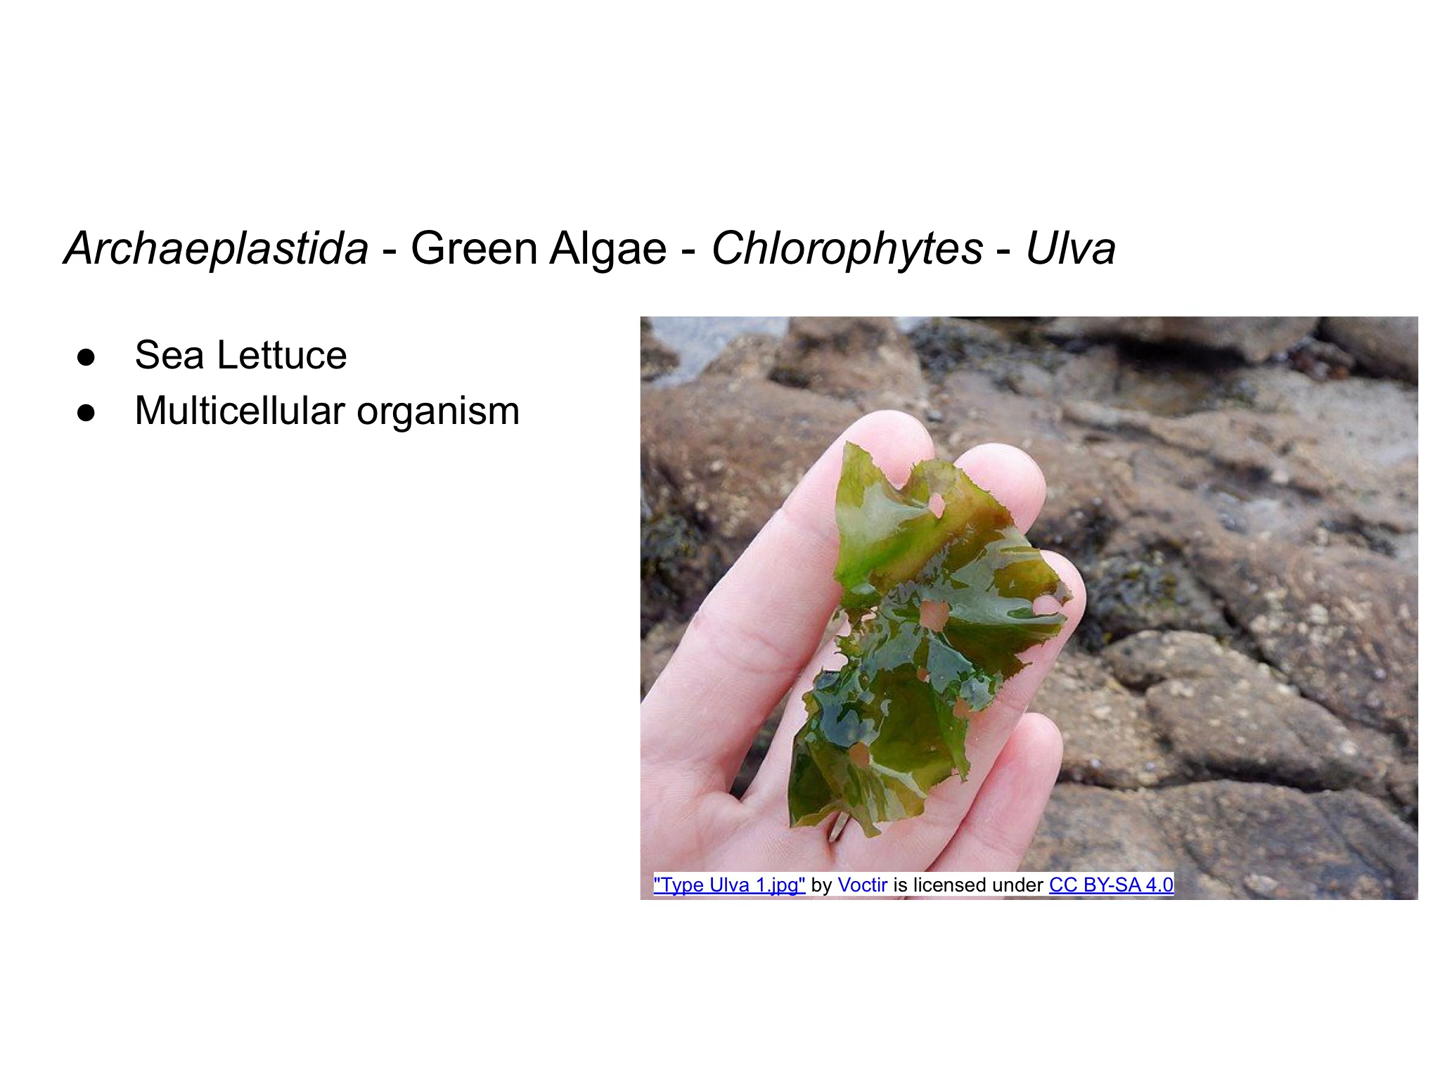 Archaeplastida - Green Algae - Chlorophytes - Ulva
● Sea Lettuce
● Multicellular organism
"Type Ulva 1.jpg" by Voctir is licensed under CC BY-SA 4.0